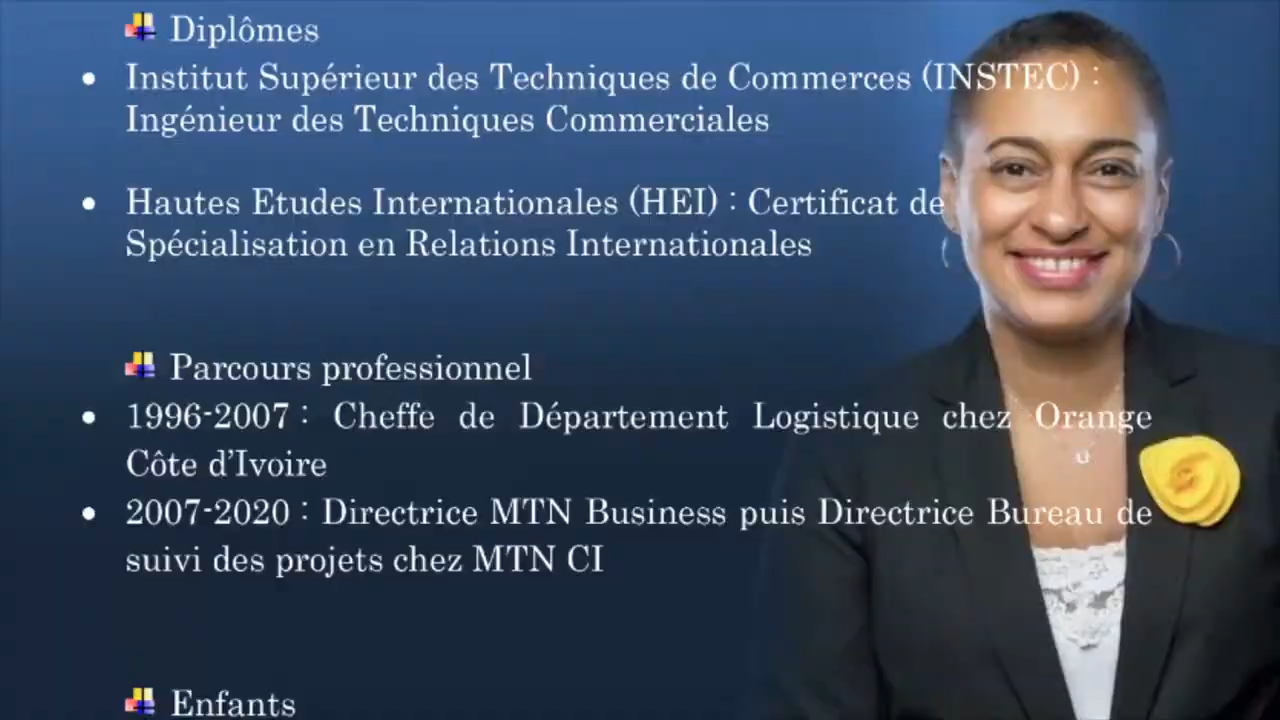 Diplômes
Institut Supérieur des Techniques de Commerces (INSTEC) :
Ingénieur des Techniques Commerciales
Hautes Etudes Internationales (HEI) : Certificat de
Spécialisation en Relations Internationales
Parcours professionnel
1996-2007 : Cheffe de Département Logistique chez Orange
Côte d’Ivoire
2007-2020 : Directrice MTN Business puis Directrice Bureau de
suivi des projets chez MTN CI
Enfants